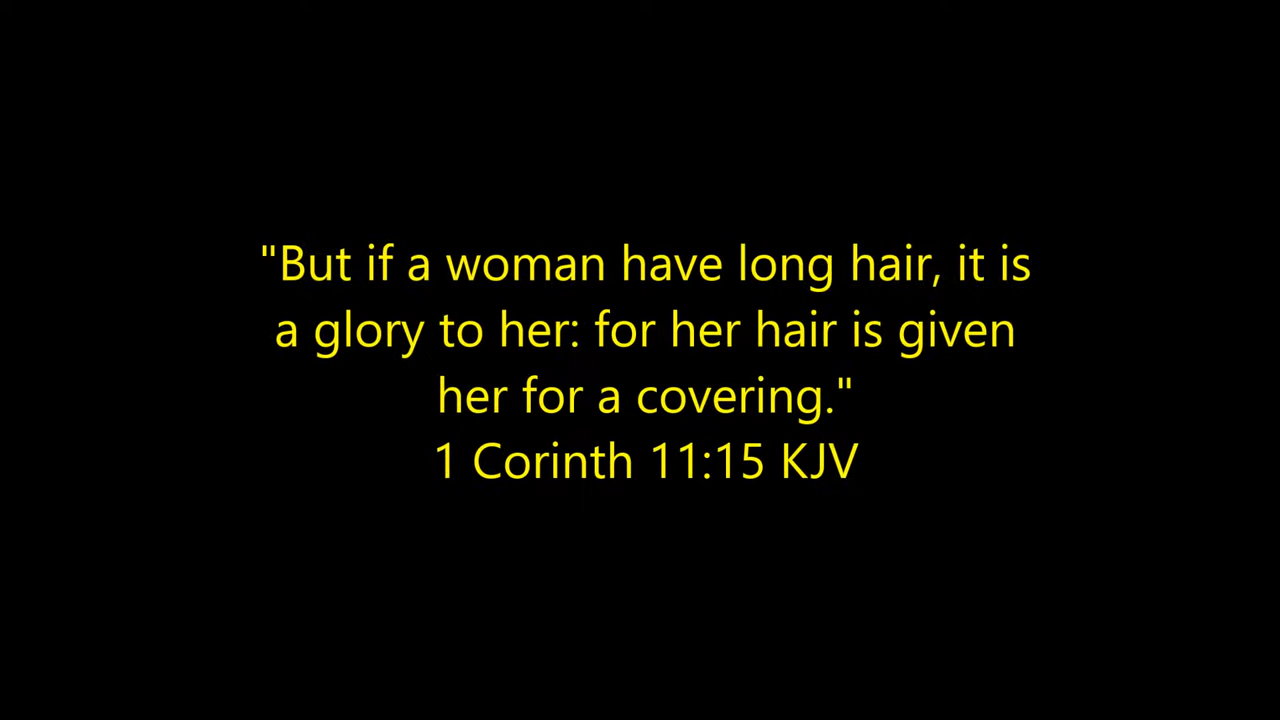 "But if a woman have long hair, it is
a glory to her: for her hair is given
her for a covering."
1 Corinth 11:15 KJV